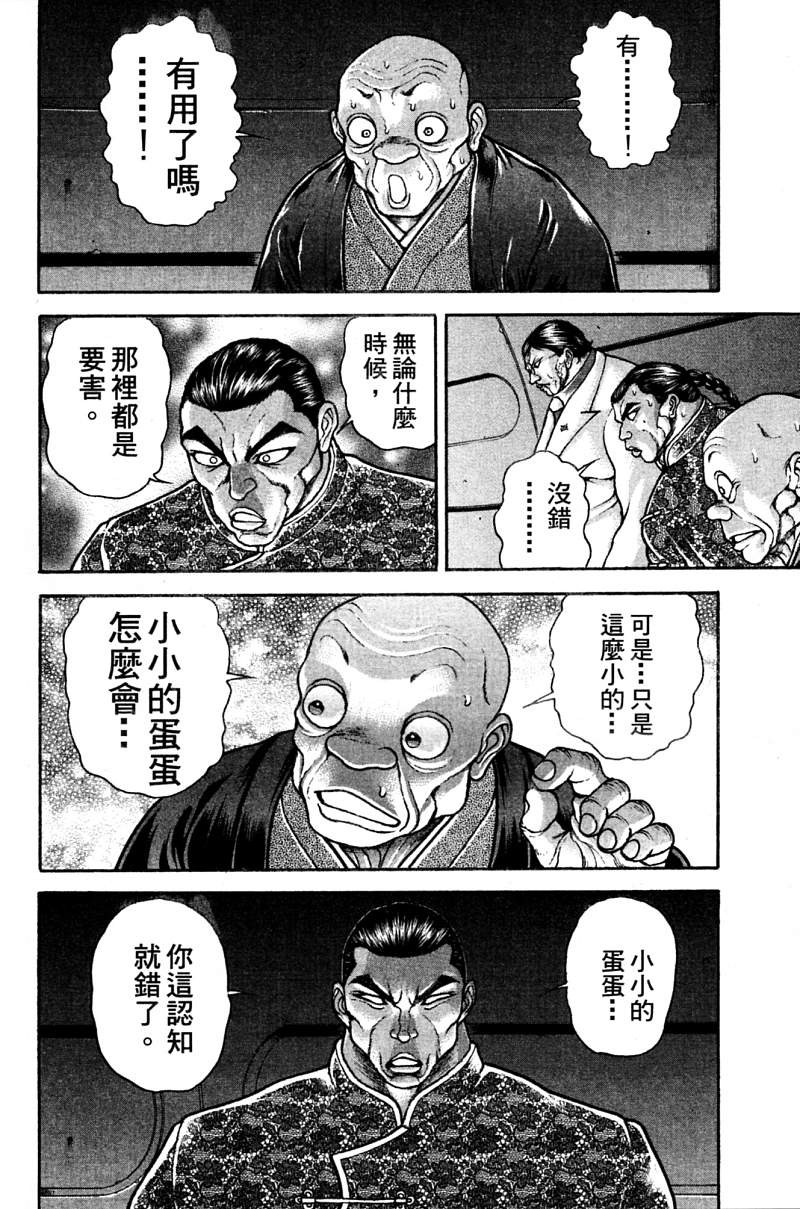 有………！
有用了嗎
………！
沒錯
………
無論什麼
時候，
那裡都是
要害。
可是…只是
這麼小的…
小小的蛋蛋
怎麼會…
小小的
蛋蛋…
你這認知
就錯了。